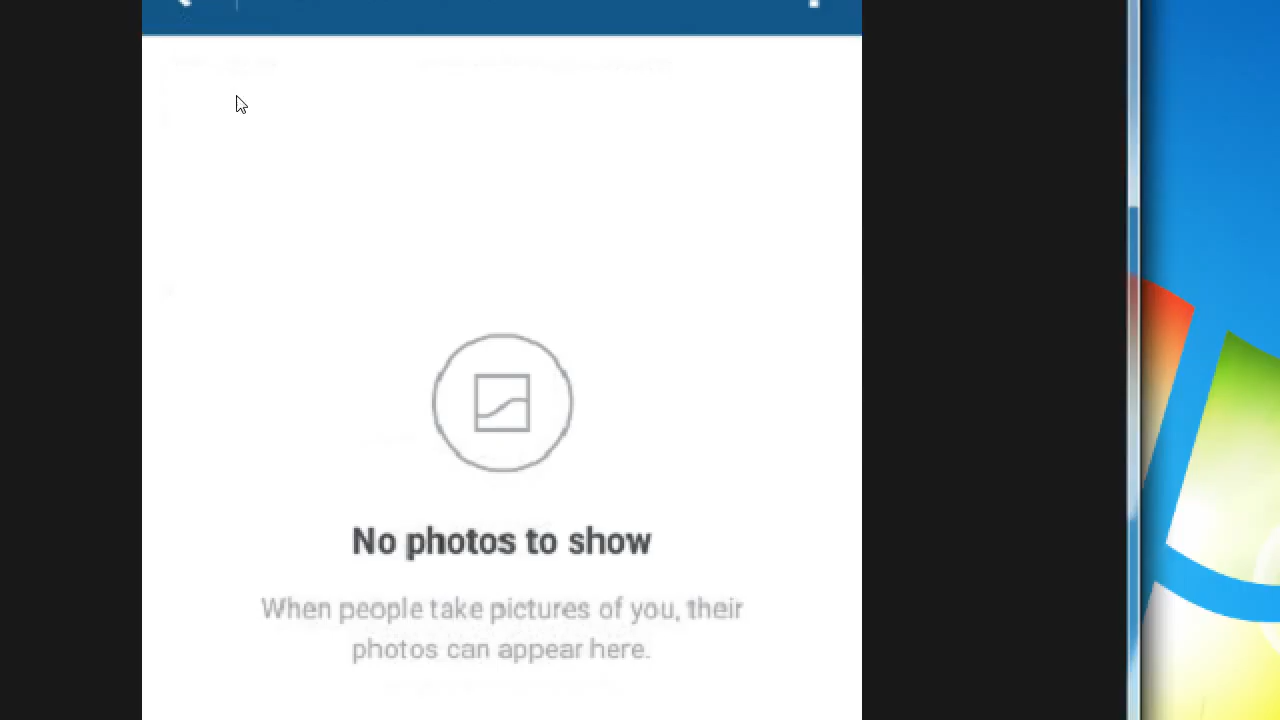 No photos to show
When people take pictures of you, their
photos can appear here.